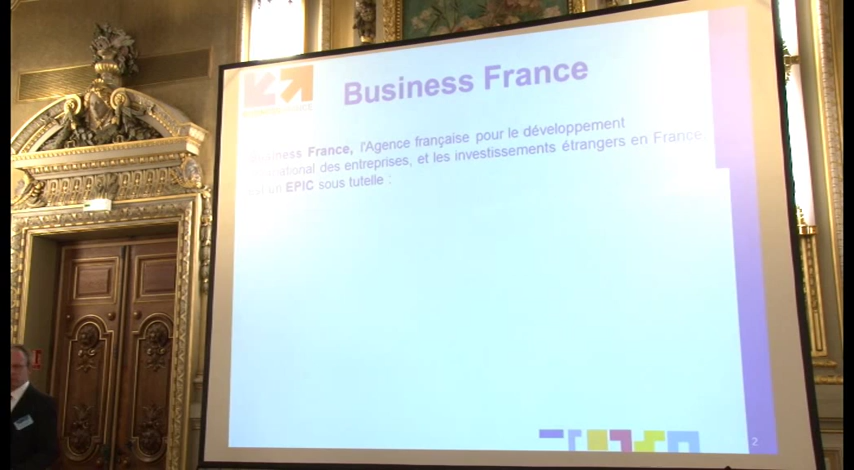 Business France
Business France, l'Agence française pour le développement
international des entreprises, et les investissements étrangers en France
un EPIC sous tutelle :
2